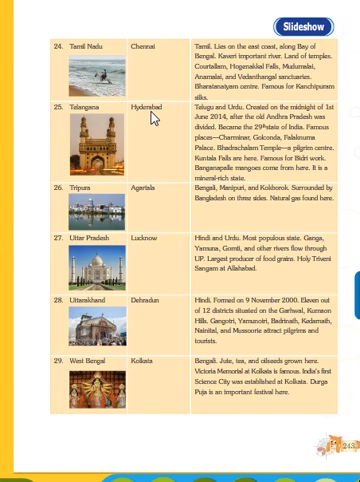 Slideshow
24. Tamil Nadu Chennai Tamil. Lies on the east coast, along Bay of
Bengal. Kaveri important river. Land of temples.
Courtallam, Hogenakkal Falls, Mudumalai,
Anamalai, and Vedanthangal sanctuaries.
Bharatanatyam centre. Famous for Kanchipuram
silks.
25. Telangana Hyderabad Telugu and Urdu. Created on the midnight of 1st
June 2014, after the old Andhra Pradesh was
divided. Became the 29thstate of India. Famous
places—Charminar, Golconda, Falaknuma
Palace. Bhadrachalam Temple—a pilgrim centre.
Kuntala Falls are here. Famous for Bidri work.
Banganapalle mangoes come from here. It is a
mineral-rich state.
26. Tripura Agartala Bengali, Manipuri, and Kokborok. Surrounded by
Bangladesh on three sides. Natural gas found here.
27. Uttar Pradesh Lucknow Hindi and Urdu. Most populous state. Ganga,
Yamuna, Gomti, and other rivers flow through
UP. Largest producer of food grains. Holy Triveni
Sangam at Allahabad.
28. Uttarakhand Dehradun Hindi. Formed on 9 November 2000. Eleven out
of 12 districts situated on the Garhwal, Kumaon
Hills. Gangotri, Yamunotri, Badrinath, Kedarnath,
Nainital, and Mussoorie attract pilgrims and
tourists.
29. West Bengal Kolkata Bengali. Jute, tea, and oilseeds grown here.
Victoria Memorial at Kolkata is famous. India's first
Science City was established at Kolkata. Durga
Puja is an important festival here.
243